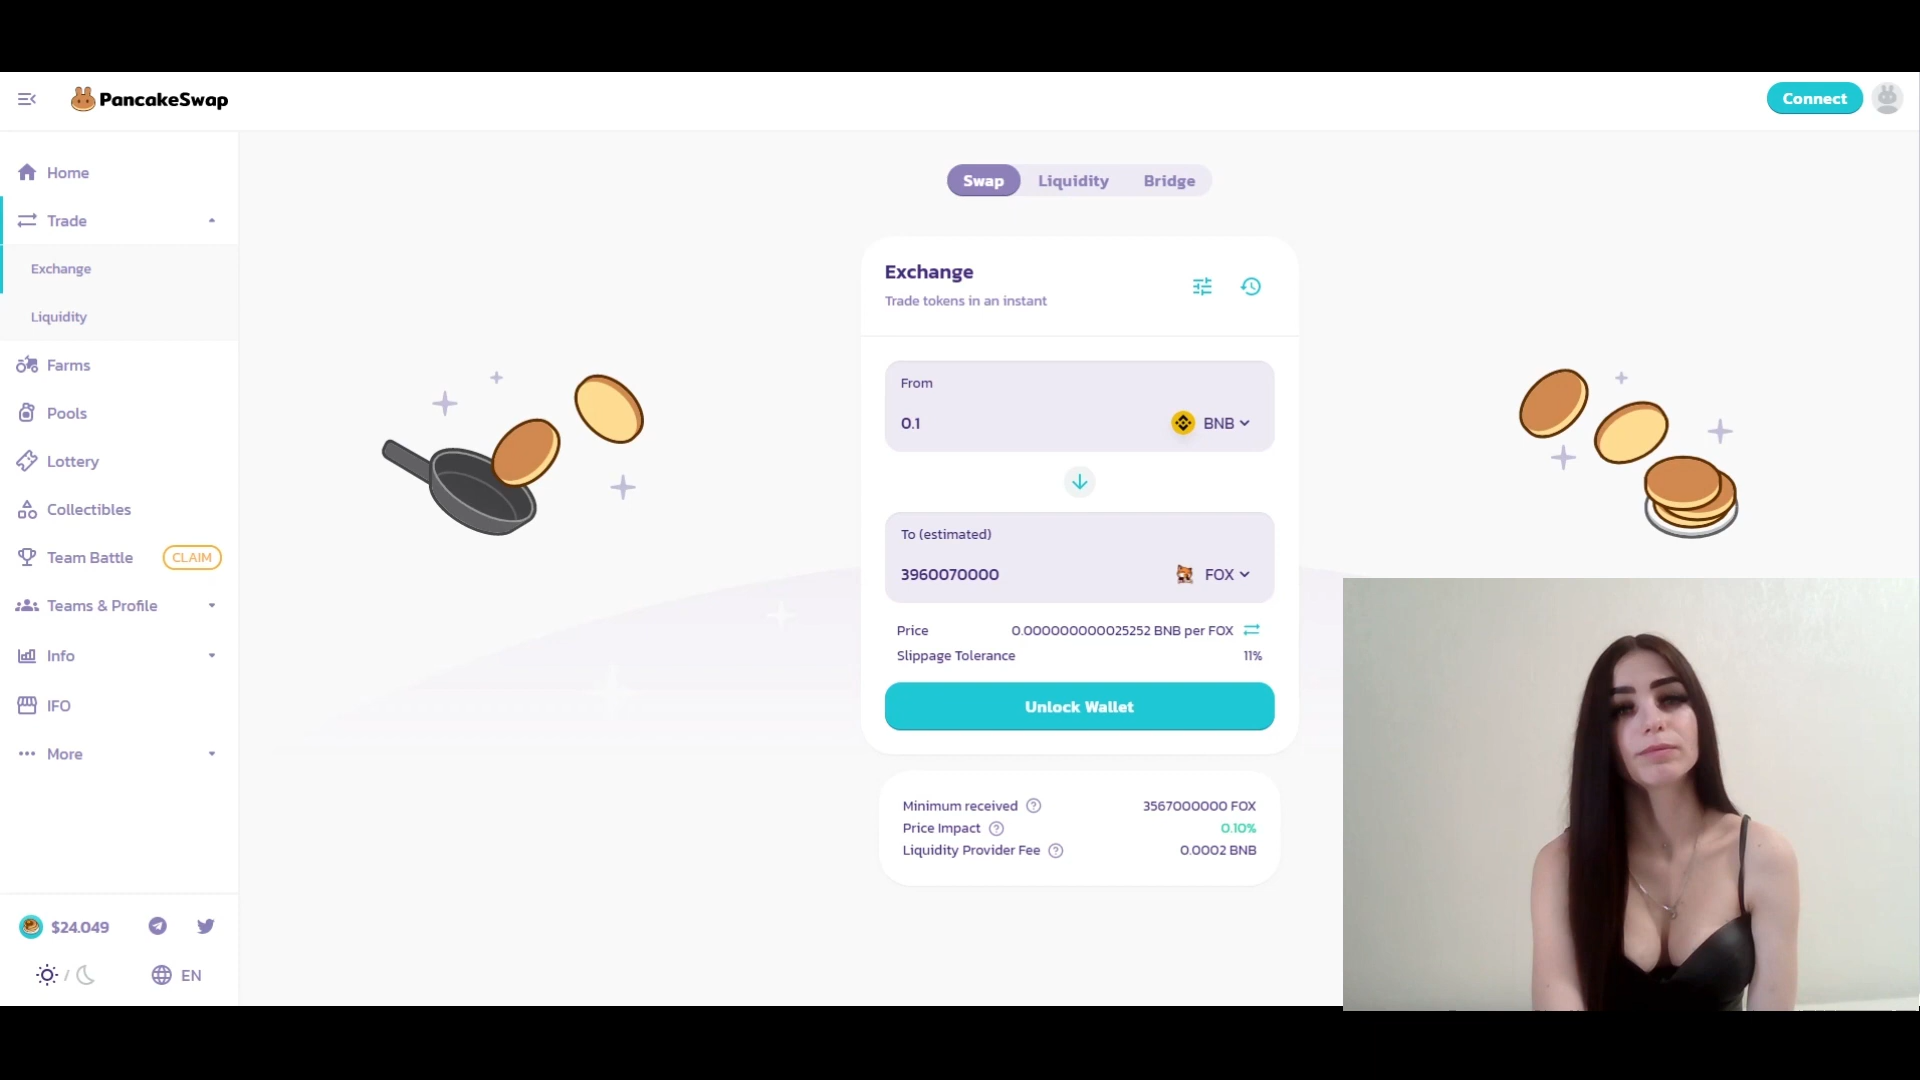 PancakeSwap
Connect
Home
Trade
Exchange
Liquidity
Farms
Pools
Lottery
Collectibles
Team Battle CLAIM
Teams & Profile
Info
IFO
More
$24.049
/
EN
Swap Liquidity Bridge
Exchange
Trade tokens in an instant
From
0.1 BNB
To (estimated)
3960070000 FOX
Price 0.000000000025252 BNB per FOX
Slippage Tolerance 11%
Unlock Wallet
Minimum received ? 3567000000 FOX
Price Impact ? 0.10%
Liquidity Provider Fee ? 0.0002 BNB